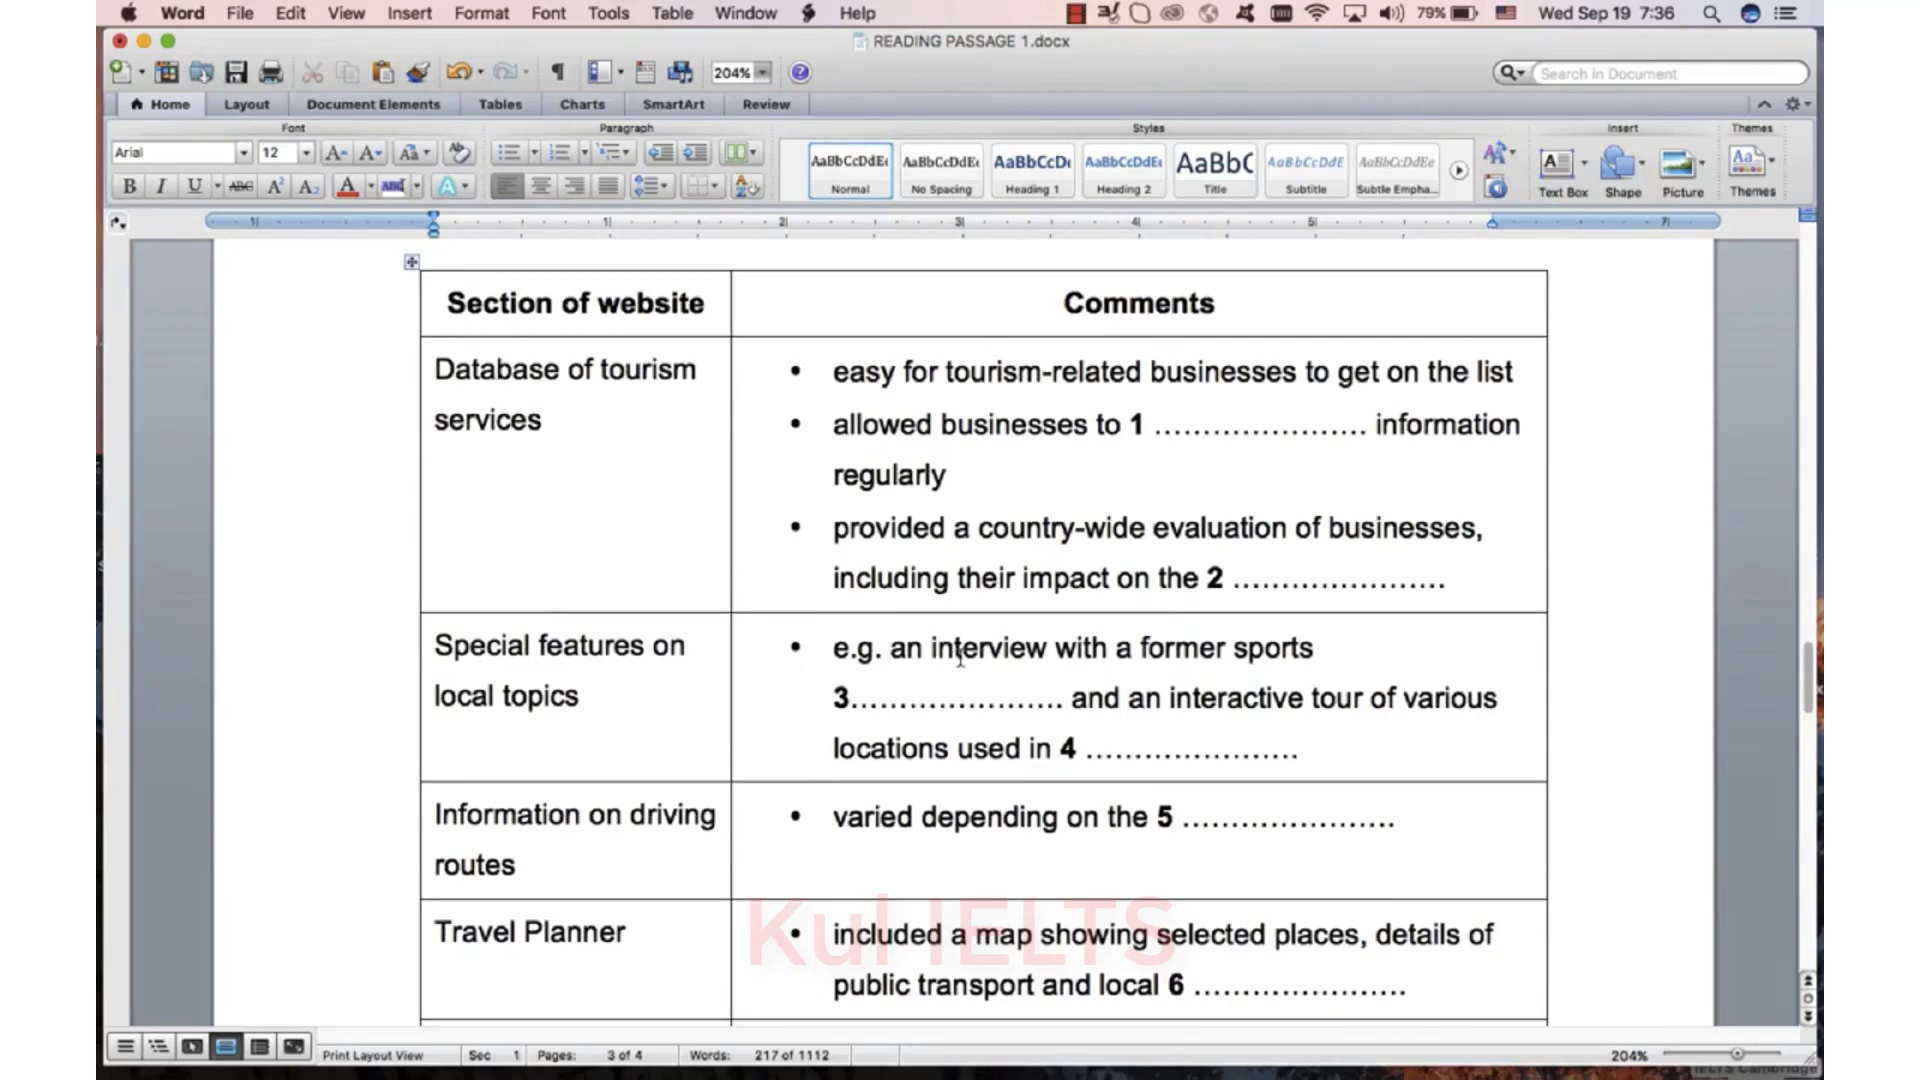 Word File Edit View Insert Format Font Tools Table Window Help 79% Wed Sep 19 7:36
READING PASSAGE 1.docx
204% Search in Document
Home Layout Document Elements Tables Charts SmartArt Review
Font Paragraph Styles Insert Themes
Arial 12
AaBbCcDdEe AaBbCcDdEe AaBbCcDd AaBbCcDdEe AaBbC AaBbCcDdE AaBbCcDdEe
Normal No Spacing Heading 1 Heading 2 Title Subtitle Subtle Empha... Text Box Shape Picture Themes
Section of website Comments
Database of tourism services
• easy for tourism-related businesses to get on the list
• allowed businesses to 1 ...................... information
regularly
• provided a country-wide evaluation of businesses,
including their impact on the 2 ......................
Special features on
local topics
• e.g. an interview with a former sports
3...................... and an interactive tour of various
locations used in 4 ......................
Information on driving
routes
• varied depending on the 5 ......................
Travel Planner
• included a map showing selected places, details of
public transport and local 6 ......................
Kul IELTS
Print Layout View Sec 1 Pages: 3 of 4 Words: 217 of 1112 204%
IELTS Cambridge